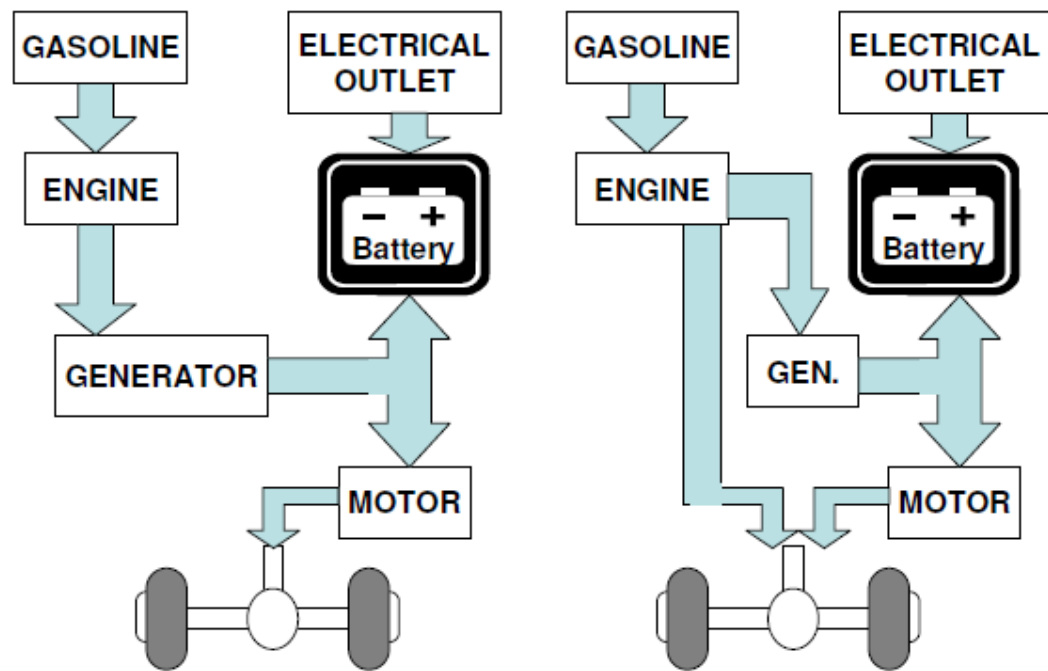 GASOLINE
ELECTRICAL
OUTLET
ENGINE
− +
Battery
GENERATOR
MOTOR
GASOLINE
ELECTRICAL
OUTLET
ENGINE
− +
Battery
GEN.
MOTOR